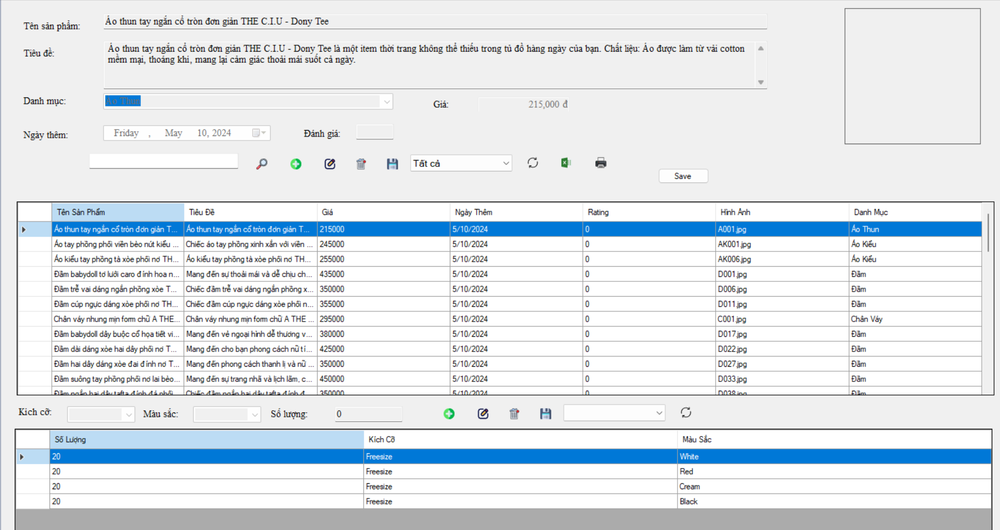 Tên sản phẩm:
Áo thun tay ngắn cổ tròn đơn giản THE C.I.U - Dony Tee
Tiêu đề:
Áo thun tay ngắn cổ tròn đơn giản THE C.I.U - Dony Tee là một item thời trang không thể thiếu trong tủ đồ hàng ngày của bạn. Chất liệu: Áo được làm từ vải cotton
mềm mại, thoáng khí, mang lại cảm giác thoải mái suốt cả ngày.
Danh mục:
Áo Thun
Giá:
215,000 đ
Ngày thêm:
Friday , May 10, 2024
Đánh giá:
Tất cả
Save
Tên Sản Phẩm Tiêu Đề Giá Ngày Thêm Rating Hình Ảnh Danh Mục
Áo thun tay ngắn cổ tròn đơn giản T... Áo thun tay ngắn cổ tròn đơn giản T... 215000 5/10/2024 0 A001.jpg Áo Thun
Áo tay phồng phối viền bèo nút kiểu ... Chiếc áo tay phồng xinh xắn với viền ... 245000 5/10/2024 0 AK001.jpg Áo Kiểu
Áo kiểu tay phồng tà xòe phối nơ TH... Áo kiểu tay phồng tà xòe phối nơ TH... 255000 5/10/2024 0 AK006.jpg Áo Kiểu
Đầm babydoll tơ lưới caro đính hoa n... Mang đến sự thoải mái và dễ chịu ch... 435000 5/10/2024 0 D001.jpg Đầm
Đầm trễ vai dáng ngắn phồng xòe T... Chiếc đầm trễ vai dáng ngắn phồng x... 350000 5/10/2024 0 D006.jpg Đầm
Đầm cúp ngực dáng xòe phối nơ TH... Chiếc đầm cúp ngực dáng xòe phối n... 355000 5/10/2024 0 D011.jpg Đầm
Chân váy nhung mịn form chữ A THE... Chân váy nhung mịn form chữ A THE ... 295000 5/10/2024 0 C001.jpg Chân Váy
Đầm babydoll dây buộc cổ họa tiết vi... Mang đến vẻ ngoại hình dễ thương v... 380000 5/10/2024 0 D017.jpg Đầm
Đầm dài dáng xòe hai dây phối nơ T... Mang đến cho bạn phong cách nữ tí... 425000 5/10/2024 0 D022.jpg Đầm
Đầm hai dây dáng xòe đai đính nơ T... Mang đến phong cách thanh lị và nữ ... 350000 5/10/2024 0 D027.jpg Đầm
Đầm suông tay phồng phối nơ lai bèo... Mang đến sự trang nhã và lịch lãm, c... 450000 5/10/2024 0 D033.jpg Đầm
Đầm ngắn hai dây tafta đính đá phối... Chiếc đầm ngắn hai dây tafta đính đ... 350000 5/10/2024 0 D038.jpg Đầm
Kích cỡ:
Màu sắc:
Số lượng:
0
Số Lượng Kích Cỡ Màu Sắc
20 Freesize White
20 Freesize Red
20 Freesize Cream
20 Freesize Black